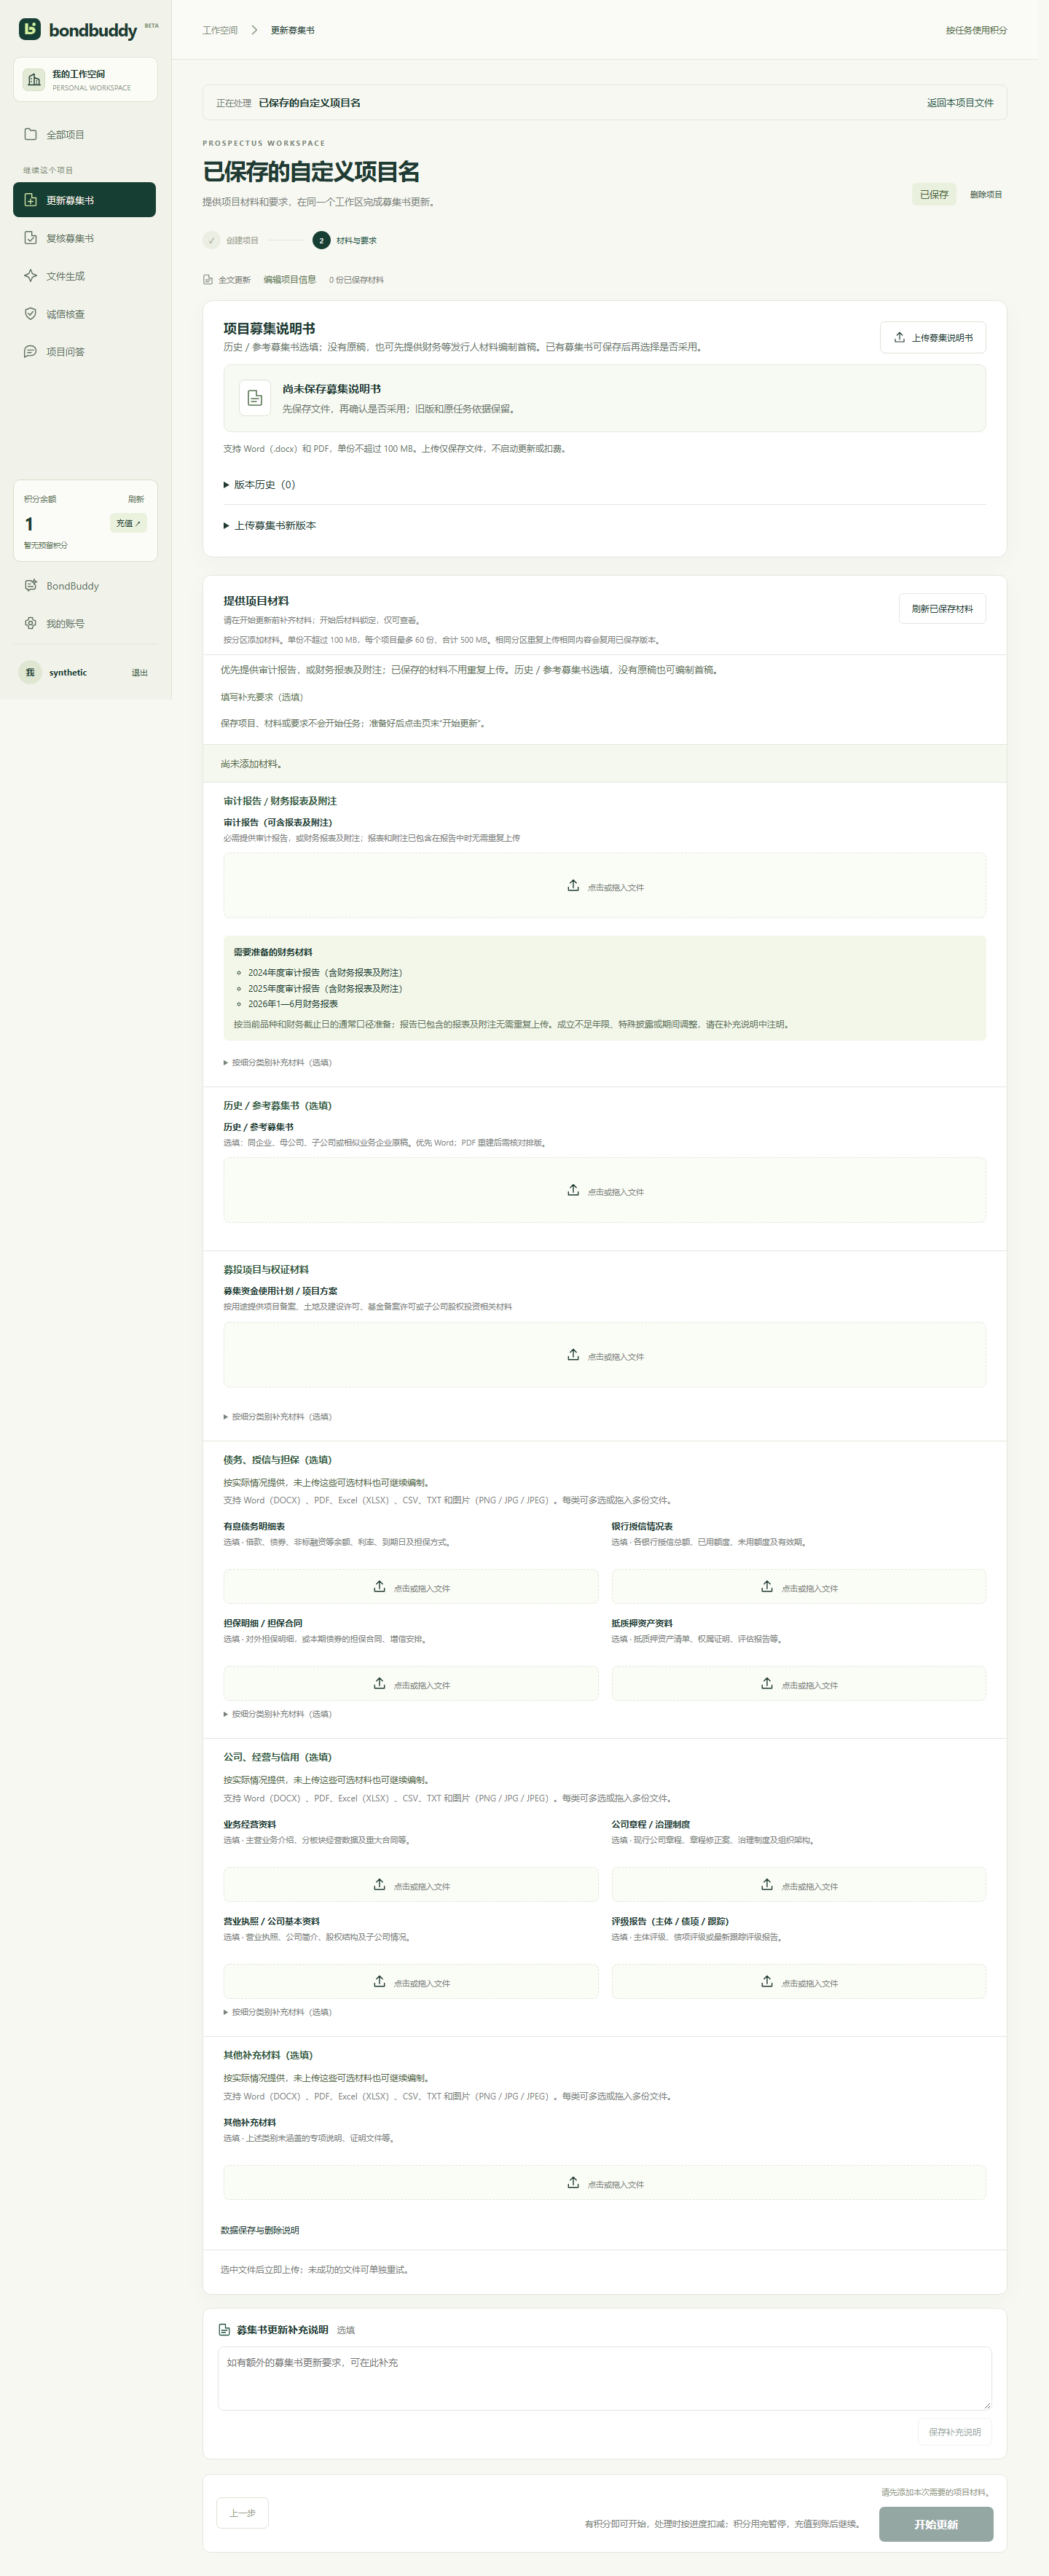 bondbuddy BETA
我的工作空间
PERSONAL WORKSPACE
全部项目
继续这个项目
更新募集书
复核募集书
文件生成
诚信核查
项目问答
积分余额 刷新
1 充值 ↗
暂无预留积分
BondBuddy
我的账号
我 synthetic 退出
工作空间 > 更新募集书 按任务使用积分
正在处理 已保存的自定义项目名 返回本项目文件
PROSPECTUS WORKSPACE
已保存的自定义项目名
提供项目材料和要求，在同一个工作区完成募集书更新。
已保存 删除项目
✓ 创建项目 2 材料与要求
全文更新 编辑项目信息 0 份已保存材料
项目募集说明书
历史 / 参考募集书选填；没有原稿，也可先提供财务等发行人材料编制首稿。已有募集书可保存后再选择是否采用。
上传募集说明书
尚未保存募集说明书
先保存文件，再确认是否采用；旧版和原任务依据保留。
支持 Word（.docx）和 PDF，单份不超过 100 MB。上传仅保存文件，不启动更新或扣费。
▶ 版本历史（0）
▶ 上传募集书新版本
提供项目材料
请在开始更新前补齐材料；开始后材料锁定，仅可查看。
按分区添加材料。单份不超过 100 MB，每个项目最多 60 份、合计 500 MB。相同分区重复上传相同内容会复用已保存版本。
刷新已保存材料
优先提供审计报告，或财务报表及附注；已保存的材料不用重复上传。历史 / 参考募集书选填，没有原稿也可编制首稿。
填写补充要求（选填）
保存项目、材料或要求不会开始任务；准备好后点击页末“开始更新”。
尚未添加材料。
审计报告 / 财务报表及附注
审计报告（可含报表及附注）
必需提供审计报告，或财务报表及附注；报表和附注已包含在报告中时无需重复上传
点击或拖入文件
需要准备的财务材料
2024年度审计报告（含财务报表及附注）
2025年度审计报告（含财务报表及附注）
2026年1—6月财务报表
按当前品种和财务截止日的通常口径准备；报告已包含的报表及附注无需重复上传。成立不足年限、特殊披露或期间调整，请在补充说明中注明。
▶ 按细分类别补充材料（选填）
历史 / 参考募集书（选填）
历史 / 参考募集书
选填：同企业、母公司、子公司或相似业务企业原稿。优先 Word；PDF 重建后需核对排版。
点击或拖入文件
募投项目与权证材料
募集资金使用计划 / 项目方案
按用途提供项目备案、土地及建设许可、基金备案许可或子公司股权投资相关材料
点击或拖入文件
▶ 按细分类别补充材料（选填）
债务、授信与担保（选填）
按实际情况提供，未上传这些可选材料也可继续编制。
支持 Word（DOCX）、PDF、Excel（XLSX）、CSV、TXT 和图片（PNG / JPG / JPEG）。每类可多选或拖入多份文件。
有息债务明细表
选填 · 借款、债券、非标融资等余额、利率、到期日及担保方式。
点击或拖入文件
银行授信情况表
选填 · 各银行授信总额、已用额度、未用额度及有效期。
点击或拖入文件
担保明细 / 担保合同
选填 · 对外担保明细，或本期债券的担保合同、增信安排。
点击或拖入文件
抵质押资产资料
选填 · 抵质押资产清单、权属证明、评估报告等。
点击或拖入文件
▶ 按细分类别补充材料（选填）
公司、经营与信用（选填）
按实际情况提供，未上传这些可选材料也可继续编制。
支持 Word（DOCX）、PDF、Excel（XLSX）、CSV、TXT 和图片（PNG / JPG / JPEG）。每类可多选或拖入多份文件。
业务经营资料
选填 · 主营业务介绍、分板块经营数据及重大合同等。
点击或拖入文件
公司章程 / 治理制度
选填 · 现行公司章程、章程修正案、治理制度及组织架构。
点击或拖入文件
营业执照 / 公司基本资料
选填 · 营业执照、公司简介、股权结构及子公司情况。
点击或拖入文件
评级报告（主体 / 债项 / 跟踪）
选填 · 主体评级、债项评级或最新跟踪评级报告。
点击或拖入文件
▶ 按细分类别补充材料（选填）
其他补充材料（选填）
按实际情况提供，未上传这些可选材料也可继续编制。
支持 Word（DOCX）、PDF、Excel（XLSX）、CSV、TXT 和图片（PNG / JPG / JPEG）。每类可多选或拖入多份文件。
其他补充材料
选填 · 上述类别未涵盖的专项说明、证明文件等。
点击或拖入文件
数据保存与删除说明
选中文件后立即上传；未成功的文件可单独重试。
募集书更新补充说明 选填
如有额外的募集书更新要求，可在此补充
保存补充说明
请先添加本次需要的项目材料。
上一步
有积分即可开始，处理时按进度扣减；积分用完暂停，充值到账后继续。
开始更新